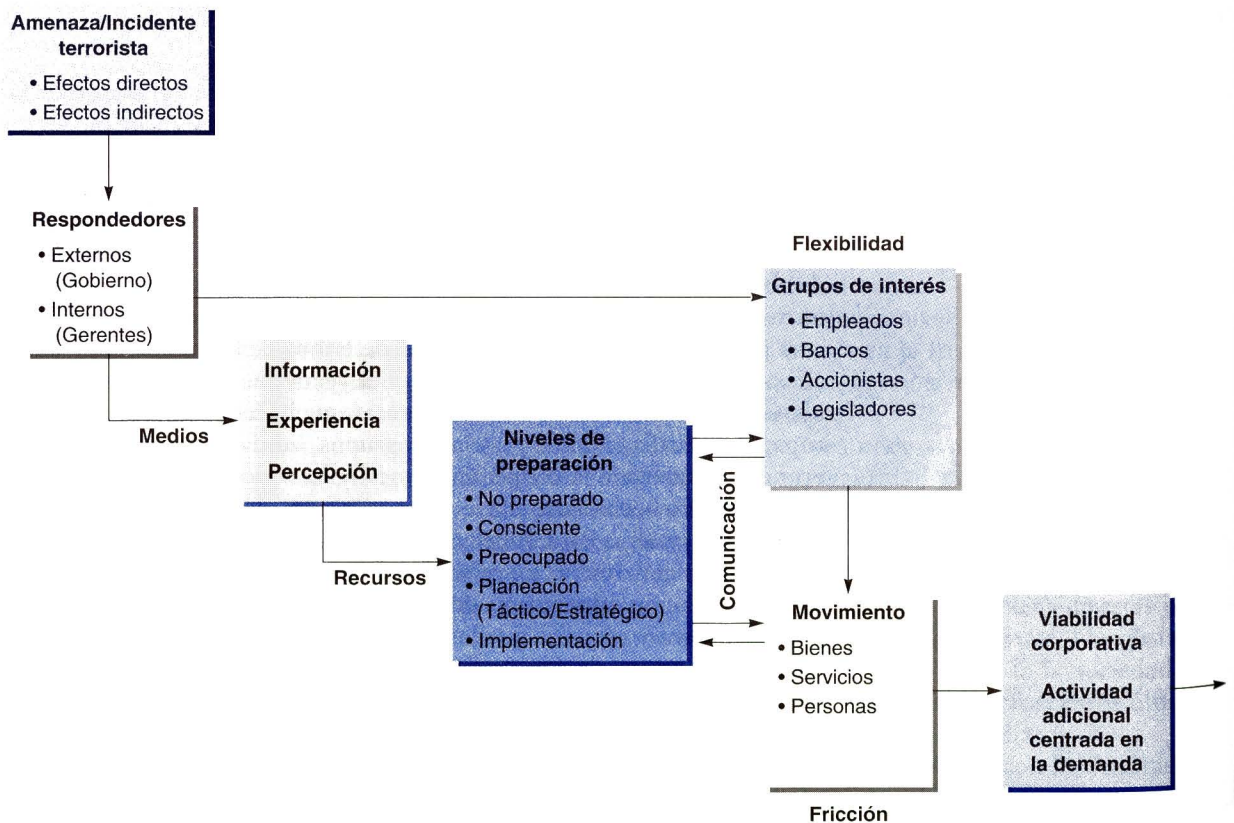 Amenaza/Incidente
terrorista
• Efectos directos
• Efectos indirectos
Respondedores
• Externos
(Gobierno)
• Internos
(Gerentes)
Medios
Información
Experiencia
Percepción
Recursos
Niveles de
preparación
• No preparado
• Consciente
• Preocupado
• Planeación
(Táctico/Estratégico)
• Implementación
Comunicación
Flexibilidad
Grupos de interés
• Empleados
• Bancos
• Accionistas
• Legisladores
Movimiento
• Bienes
• Servicios
• Personas
Fricción
Viabilidad
corporativa
Actividad
adicional
centrada en
la demanda